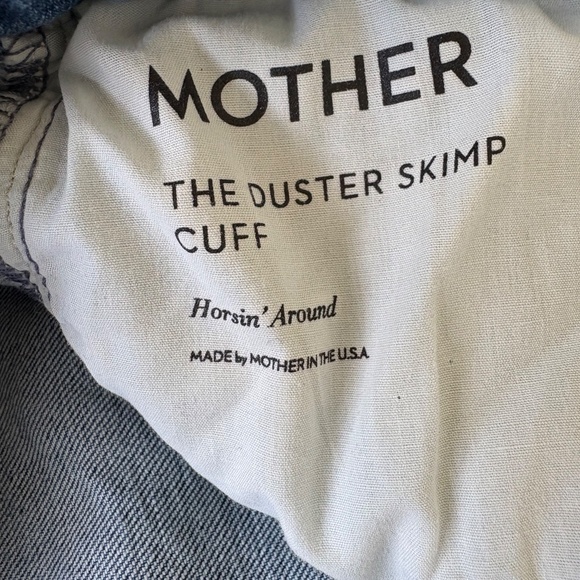 MOTHER
THE DUSTER SKIMP
CUFF
Horsin' Around
MADE by MOTHER IN THE U.S.A